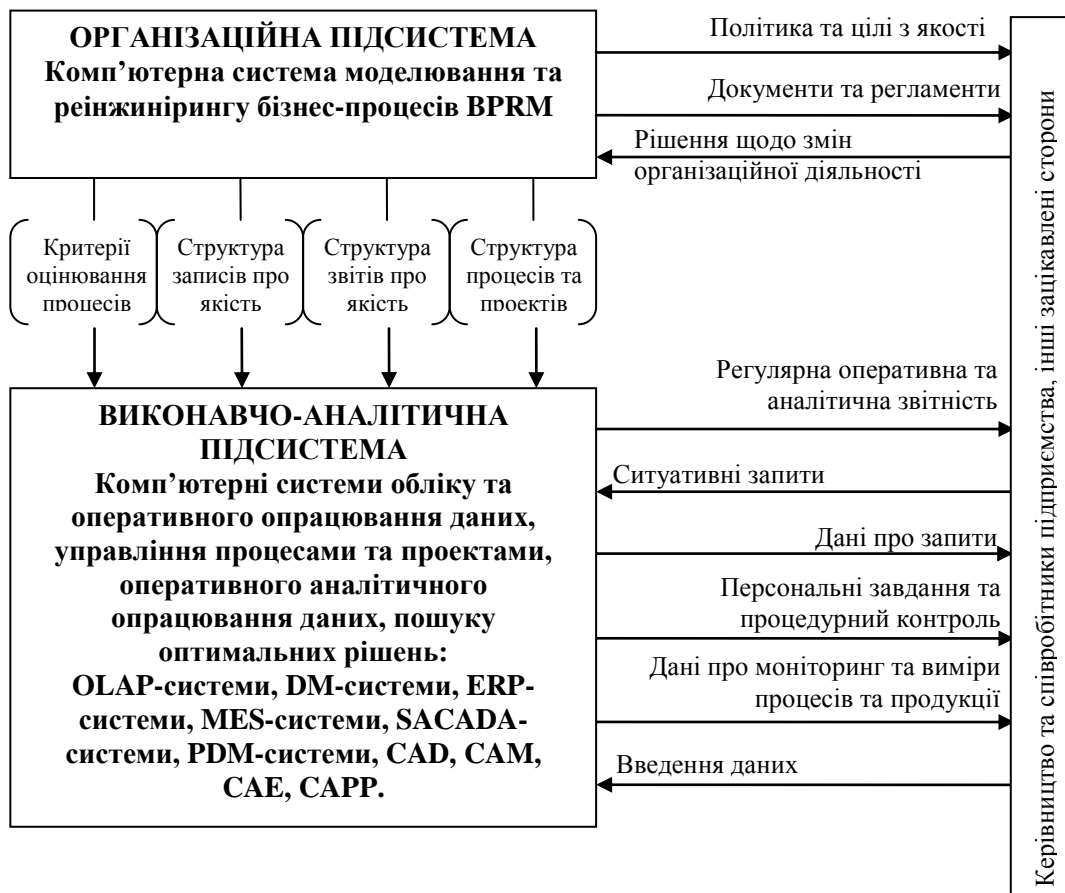 ОРГАНІЗАЦІЙНА ПІДСИСТЕМА
Комп’ютерна система моделювання та
реінжинірингу бізнес-процесів BPRM
Політика та цілі з якості
Документи та регламенти
Рішення щодо змін
організаційної діяльності
Критерії
оцінювання
процесів
Структура
записів про
якість
Структура
звітів про
якість
Структура
процесів та
проектів
ВИКОНАВЧО-АНАЛІТИЧНА
ПІДСИСТЕМА
Комп’ютерні системи обліку та
оперативного опрацювання даних,
управління процесами та проектами,
оперативного аналітичного
опрацювання даних, пошуку
оптимальних рішень:
OLAP-системи, DM-системи, ERP-
системи, MES-системи, SACADA-
системи, PDM-системи, CAD, CAM,
CAE, CAPP.
Регулярна оперативна та
аналітична звітність
Ситуативні запити
Дані про запити
Персональні завдання та
процедурний контроль
Дані про моніторинг та виміри
процесів та продукції
Введення даних
Керівництво та співробітники підприємства, інші зацікавлені сторони